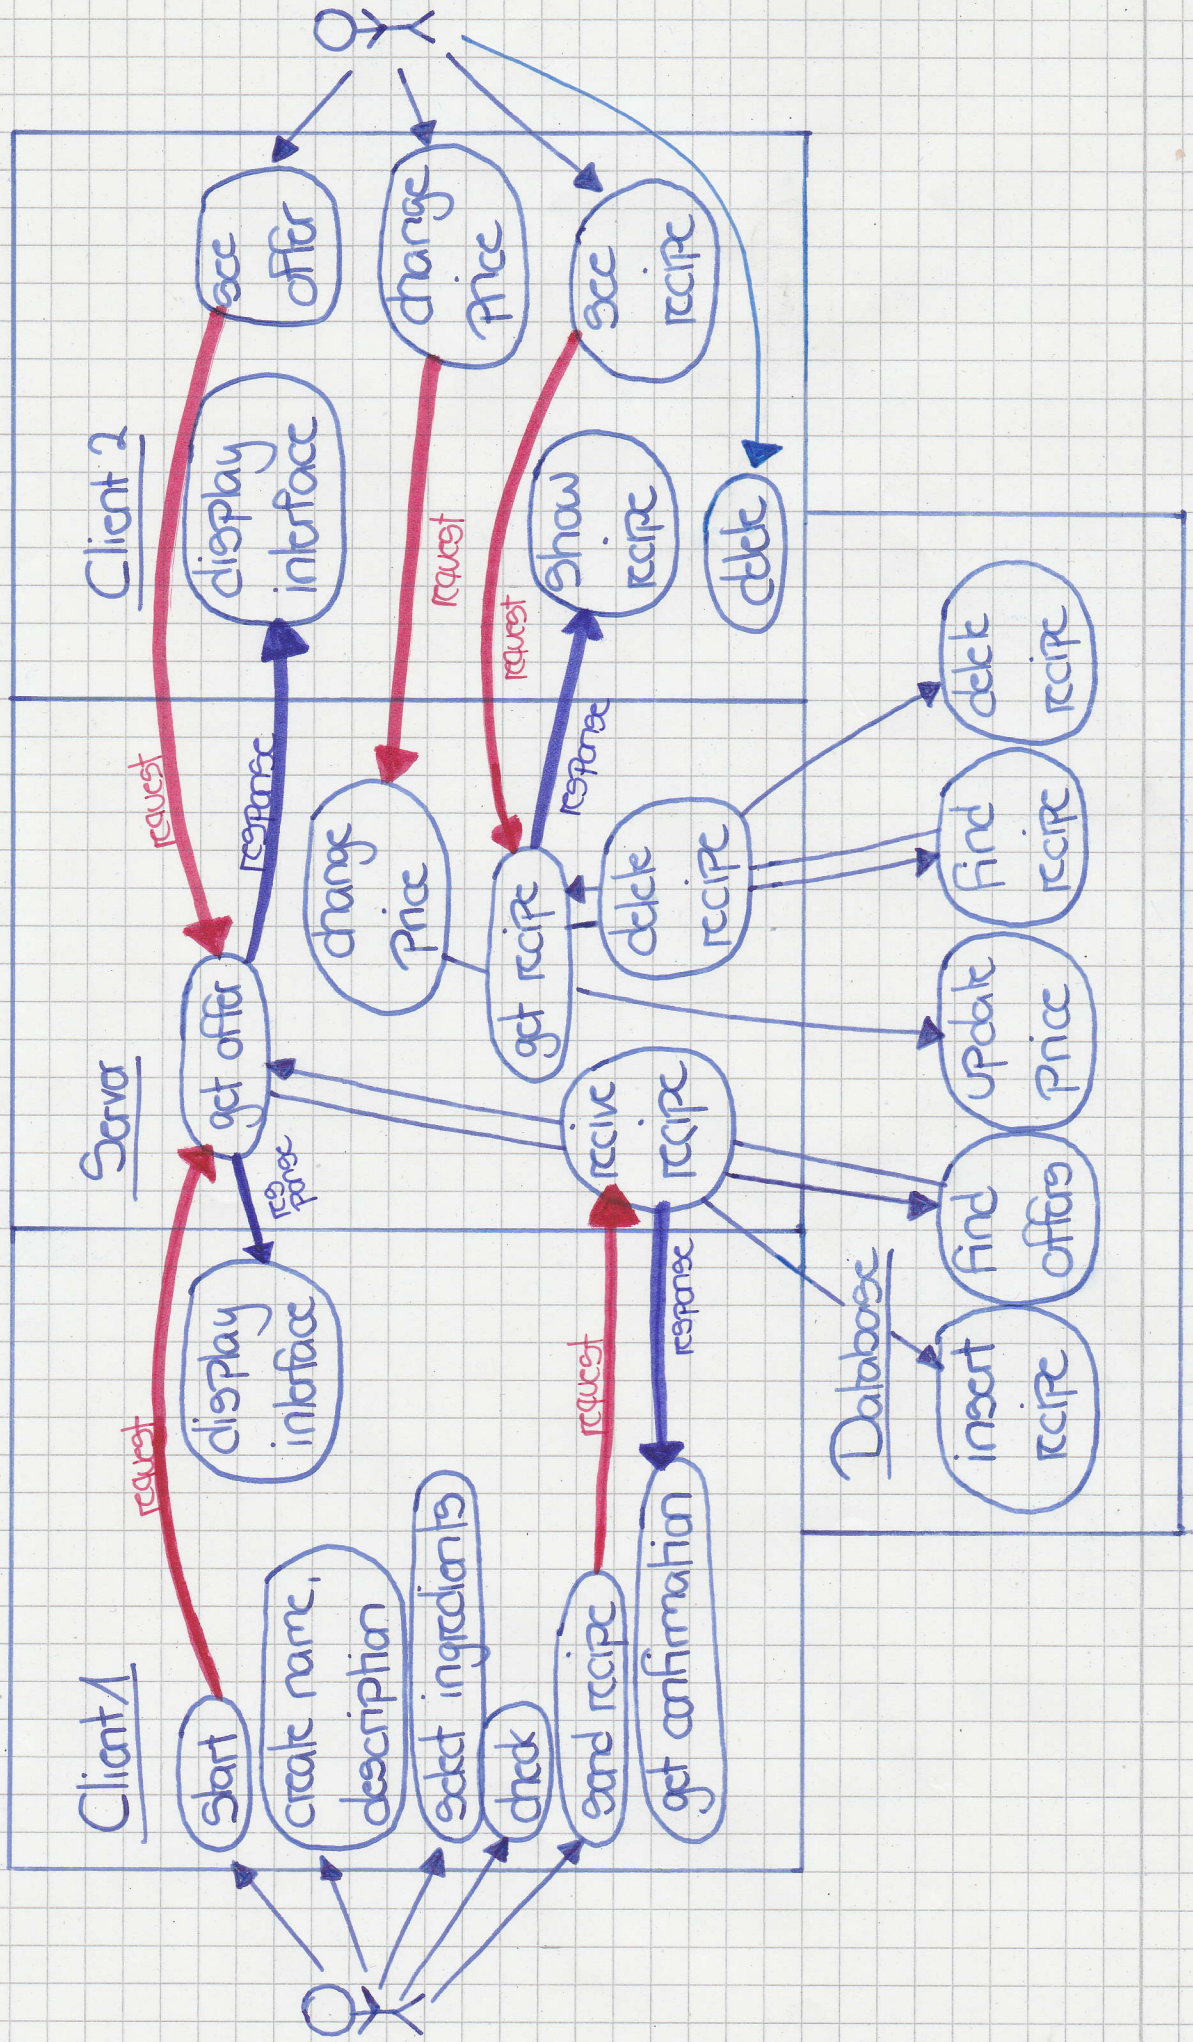 Client 1
Start
create name,
description
select ingredients
check
send recipe
get confirmation
request
request
display
interface
response
Server
get offer
res
ponse
recive
recipe
change
Price
get recipe
delete
recipe
request
response
response
Client 2
display
interface
see
offer
change
Price
see
recipe
show
recipe
delete
request
request
Database
insert
recipe
find
offers
update
Price
find
recipe
delete
recipe